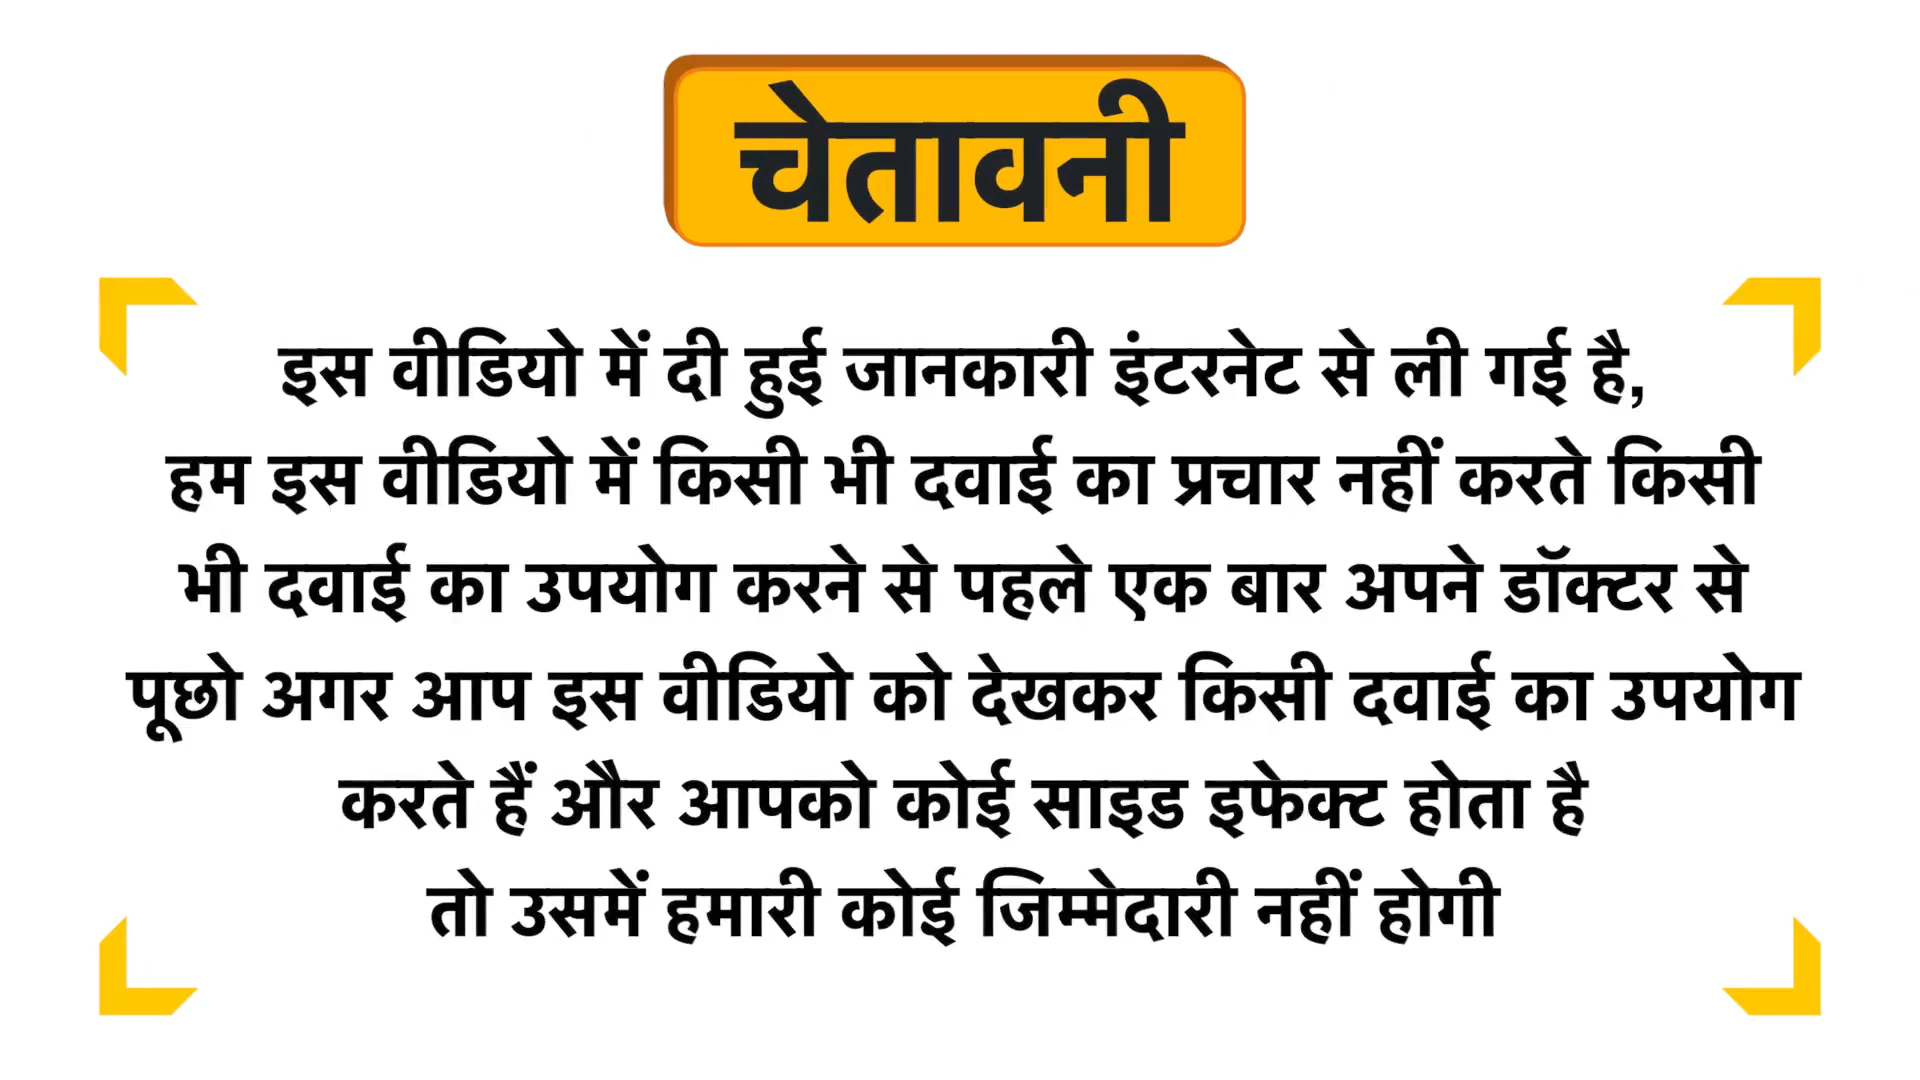 चेतावनी
इस वीडियो में दी हुई जानकारी इंटरनेट से ली गई है,
हम इस वीडियो में किसी भी दवाई का प्रचार नहीं करते किसी
भी दवाई का उपयोग करने से पहले एक बार अपने डॉक्टर से
पूछो अगर आप इस वीडियो को देखकर किसी दवाई का उपयोग
करते हैं और आपको कोई साइड इफेक्ट होता है
तो उसमें हमारी कोई जिम्मेदारी नहीं होगी